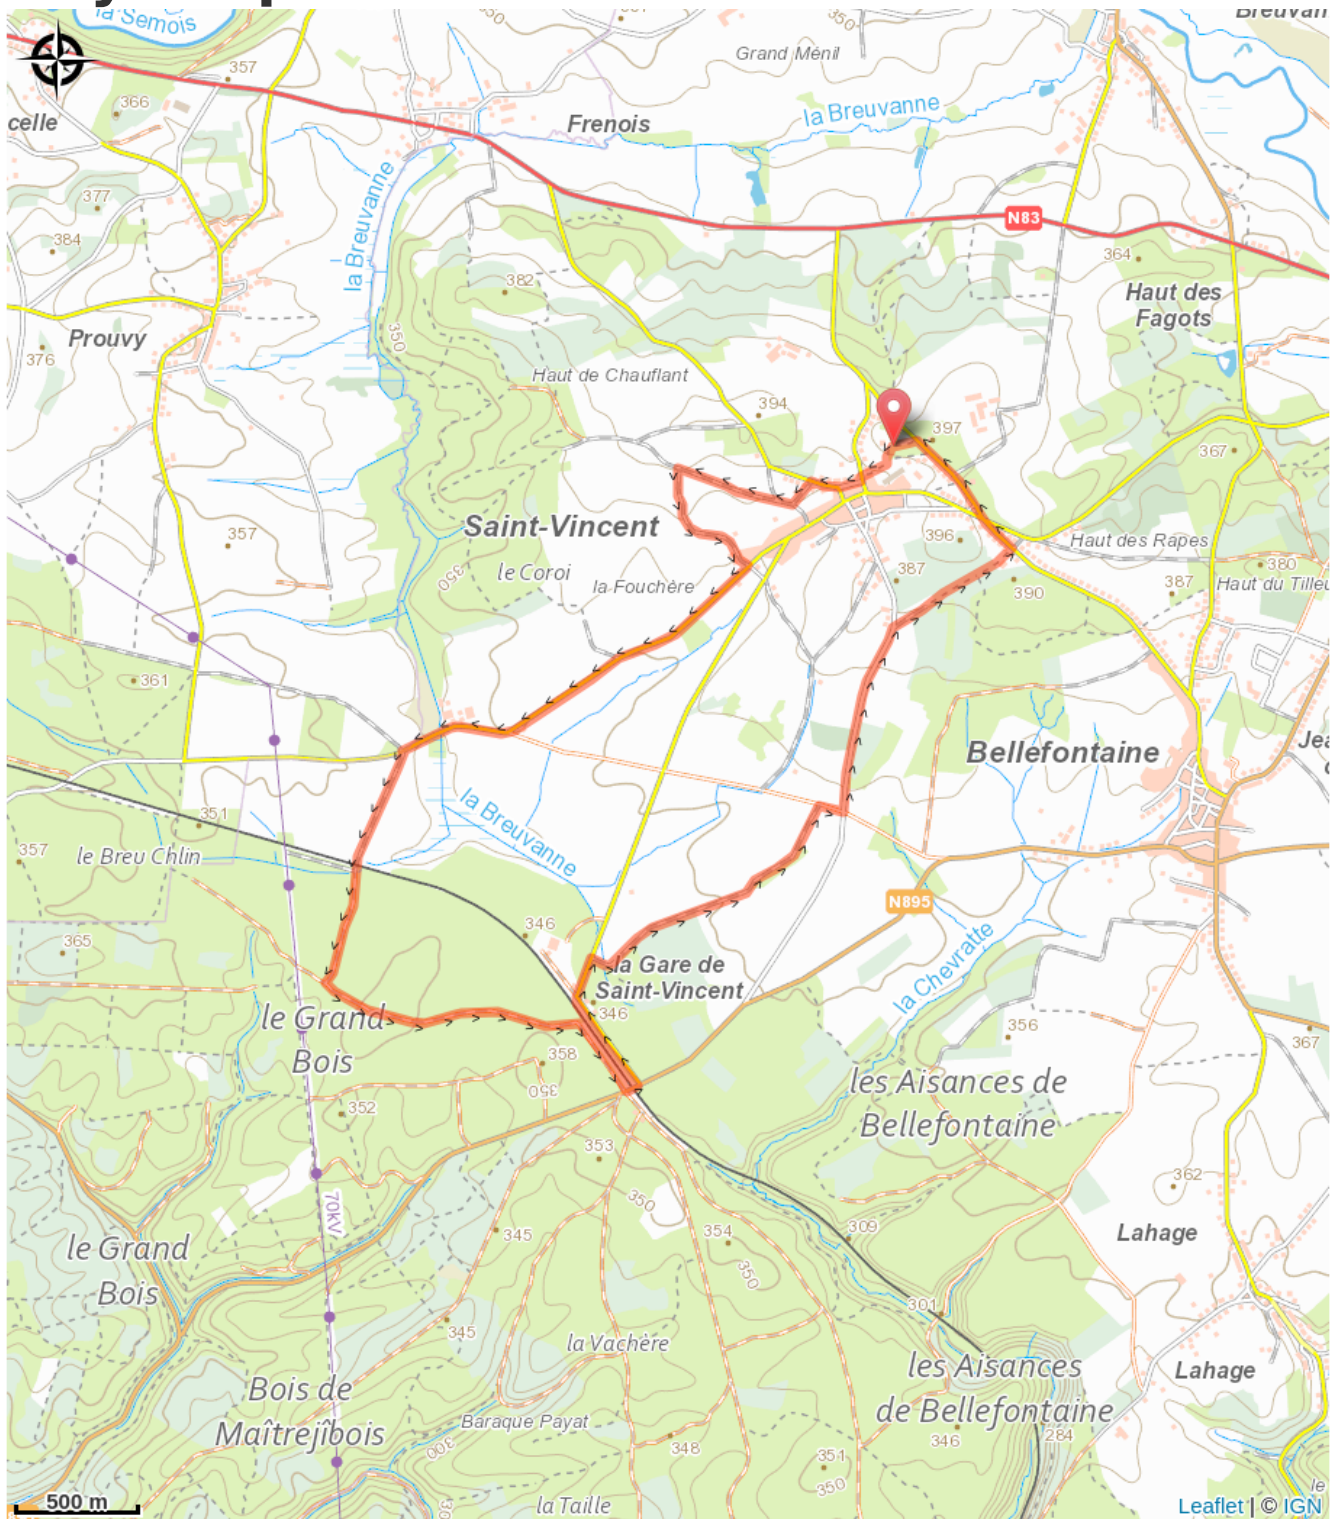 la Semois
350
357
366
celle
Frenois
Grand Ménil
350
la Breuvanne
377
384
la Breuvanne
N83
364
Haut des
Fagots
382
Prouvy
376
350
Haut de Chauflant
394
397
367
Saint-Vincent
396
Haut des Rapes
357
350
le Coroi
la Fouchère
387
390
387
380
Haut du Tilleu
361
Bellefontaine
351
357
le Breu Chlin
la Breuvanne
N895
365
346
la Gare de
Saint-Vincent
346
la Chevratte
le Grand
Bois
356
367
358
350
352
les Aisances de
Bellefontaine
353
362
70kV
350
345
354
309
Lahage
le Grand
Bois
350
301
345
la Vachère
les Aisances
de Bellefontaine
Lahage
Bois de
Maîtrejîbois
Baraque Payat
300
348
346
284
351
350
500 m
la Taille
le
Leaflet | © IGN